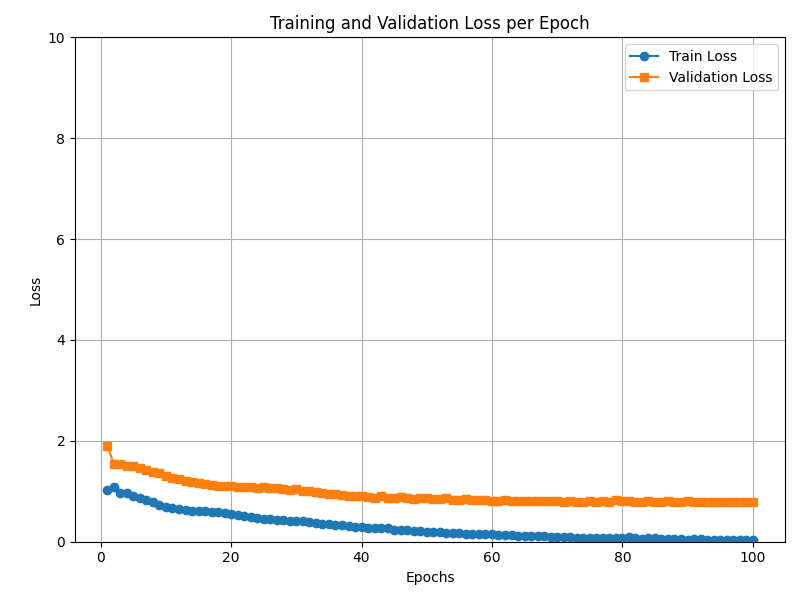 Training and Validation Loss per Epoch
Train Loss
Validation Loss
10
8
6
4
2
0
Loss
0 20 40 60 80 100
Epochs